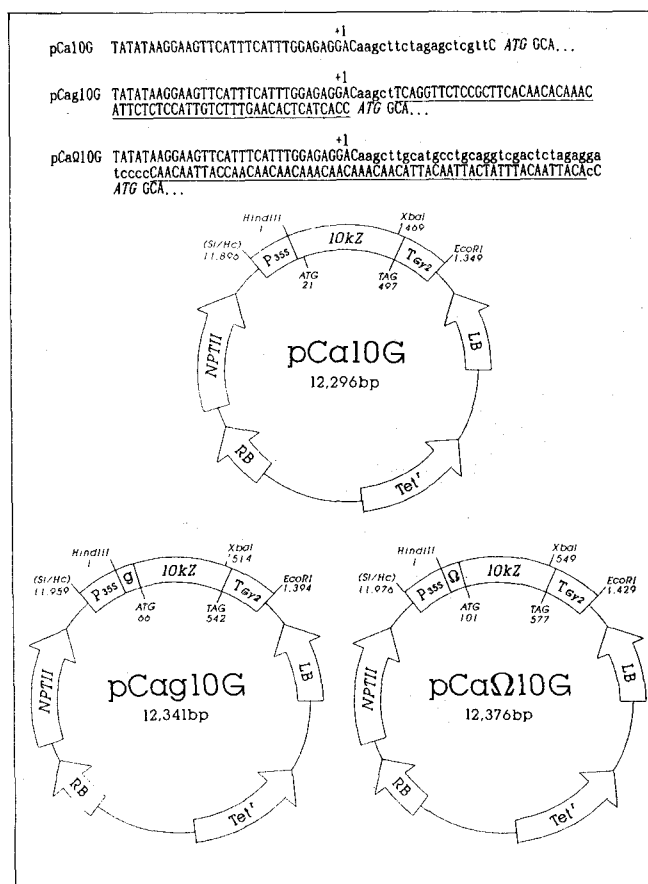 +1
pCa10G TATATAAGGAAGTTCATTTCATTTGGAGAGGACaagcttctagagctcgttC ATG GCA...
+1
pCag10G TATATAAGGAAGTTCATTTCATTTGGAGAGGACaagctTCAGGTTCTCCGCTTCACAACACAAAC
ATTCTCTCCATTGTCTTTGAACACTCATCACC ATG GCA...
+1
pCaΩ10G TATATAAGGAAGTTCATTTCATTTGGAGAGGACaagcttgcatgcctgcaggtcgactctagagga
tccccCAACAATTACCAACAACAACAAACAACAAACAACATTACAATTACTATTTACAATTACAcC
ATG GCA...
HindIII
1
(Sl/Hc)
11.896
P35S
10kZ
XbaI
469
TGy2
EcoRI
1.349
ATG
21
TAG
497
NPTII
LB
pCa10G
12,296bp
RB
Tetr
HindIII
1
(Sl/Hc)
11.959
P35S
g
10kZ
XbaI
514
TGy2
EcoRI
1.394
ATG
66
TAG
542
NPTII
LB
pCag10G
12,341bp
RB
Tetr
HindIII
1
(Sl/Hc)
11.976
P35S
Ω
10kZ
XbaI
549
TGy2
EcoRI
1.429
ATG
101
TAG
577
NPTII
LB
pCaΩ10G
12,376bp
RB
Tetr